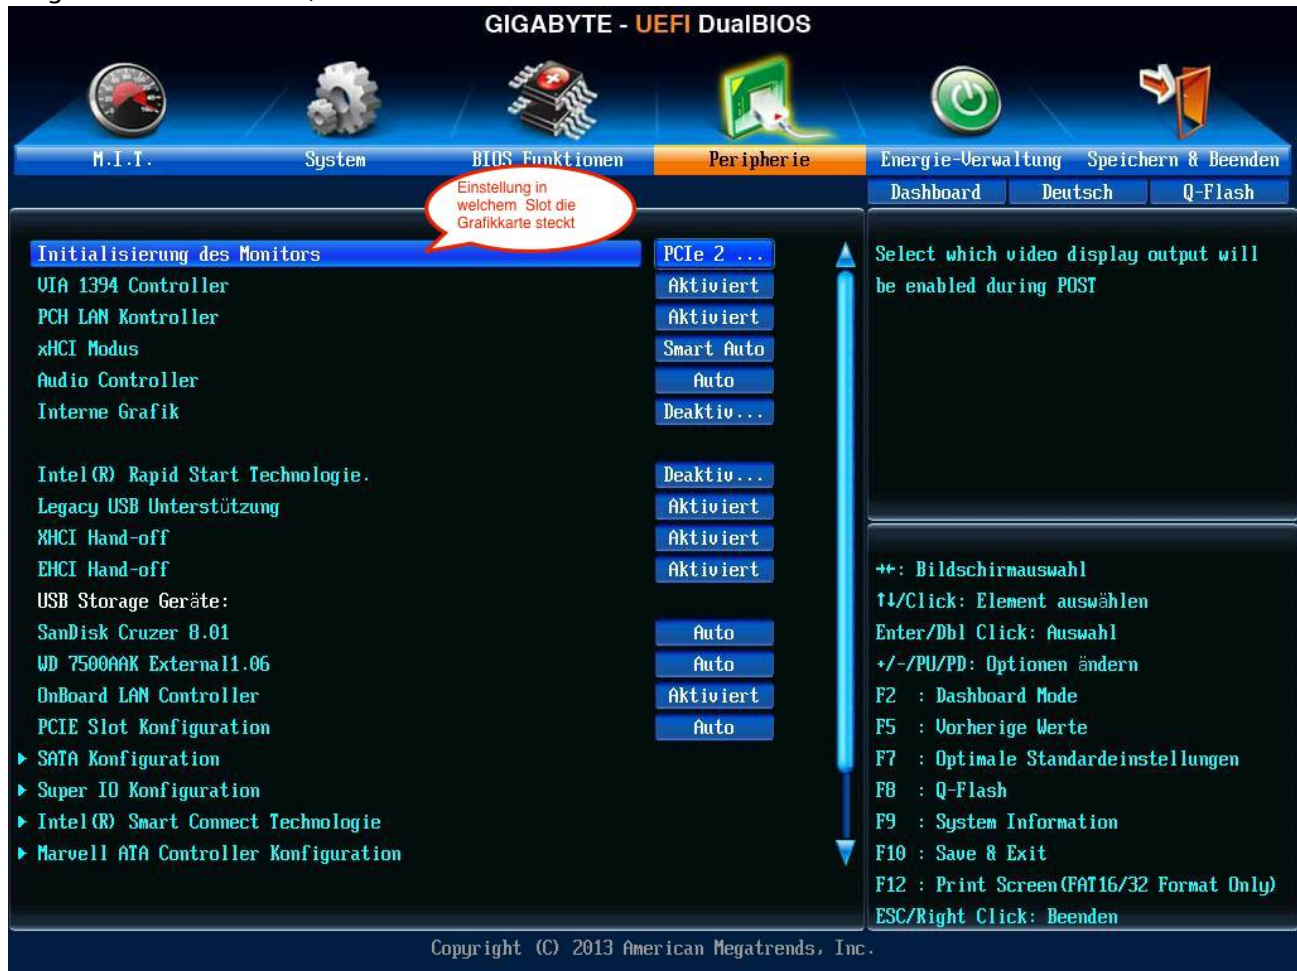 GIGABYTE - UEFI DualBIOS
M.I.T.
System
BIOS Funktionen
Peripherie
Energie-Verwaltung
Speichern & Beenden
Einstellung in
welchem Slot die
Grafikkarte steckt
Dashboard
Deutsch
Q-Flash
Initialisierung des Monitors PCIe 2 ...
VIA 1394 Controller Aktiviert
PCH LAN Kontroller Aktiviert
xHCI Modus Smart Auto
Audio Controller Auto
Interne Grafik Deaktiv...
Intel(R) Rapid Start Technologie. Deaktiv...
Legacy USB Unterstützung Aktiviert
XHCI Hand-off Aktiviert
EHCI Hand-off Aktiviert
USB Storage Geräte:
SanDisk Cruzer 8.01 Auto
WD 7500AAK External1.06 Auto
OnBoard LAN Controller Aktiviert
PCIE Slot Konfiguration Auto
SATA Konfiguration
Super IO Konfiguration
Intel(R) Smart Connect Technologie
Marvell ATA Controller Konfiguration
Select which video display output will
be enabled during POST
→←: Bildschirmauswahl
↑↓/Click: Element auswählen
Enter/Dbl Click: Auswahl
+/-/PU/PD: Optionen ändern
F2 : Dashboard Mode
F5 : Vorherige Werte
F7 : Optimale Standardeinstellungen
F8 : Q-Flash
F9 : System Information
F10 : Save & Exit
F12 : Print Screen(FAT16/32 Format Only)
ESC/Right Click: Beenden
Copyright (C) 2013 American Megatrends, Inc.